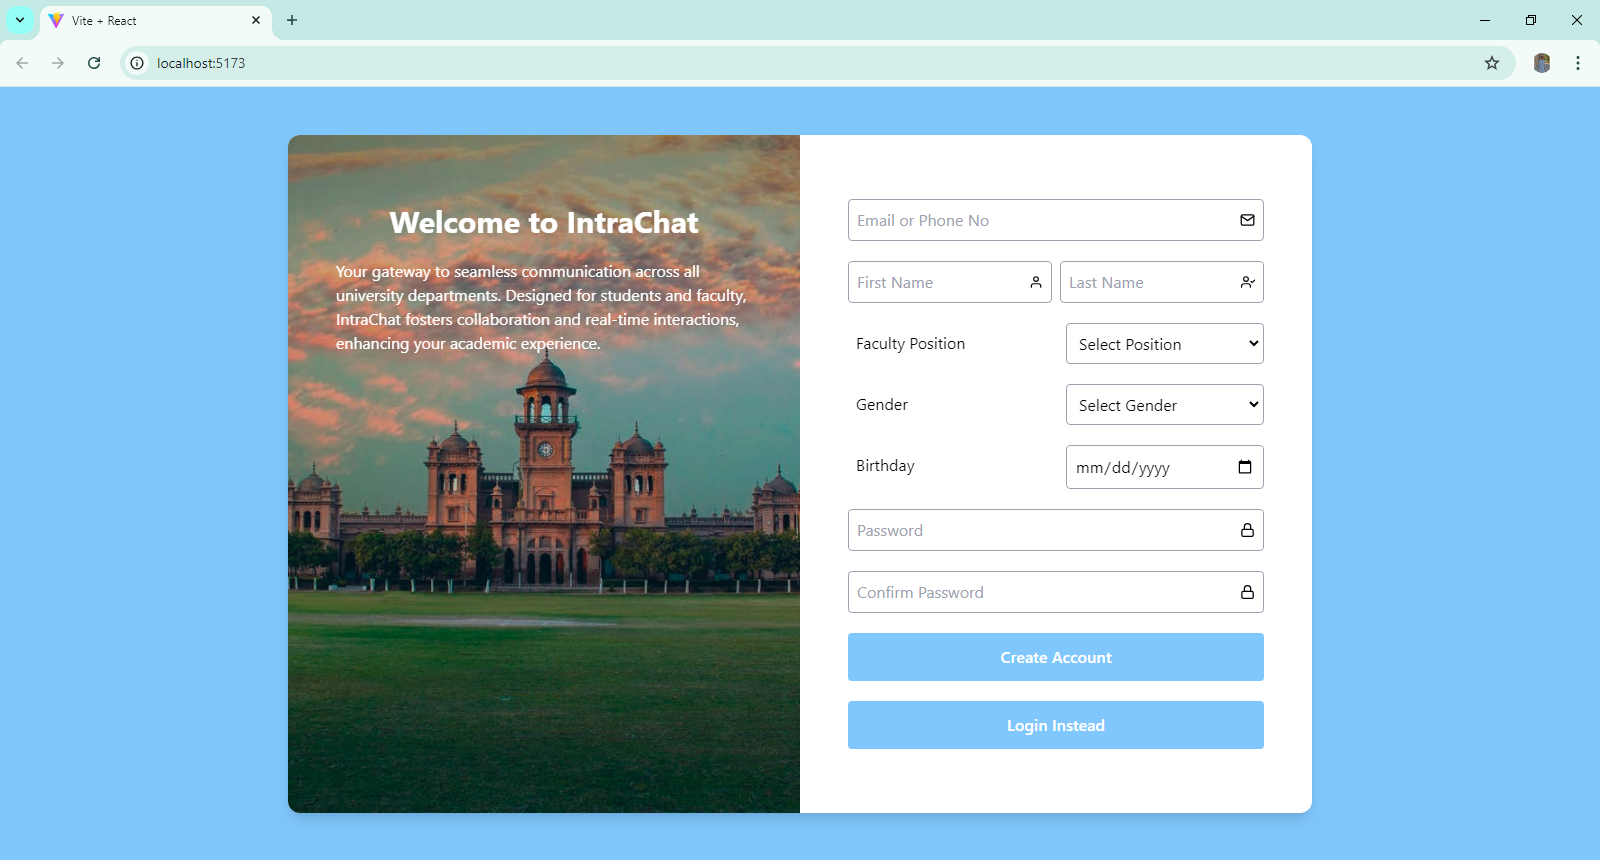 Vite + React
localhost:5173
Welcome to IntraChat
Your gateway to seamless communication across all
university departments. Designed for students and faculty,
IntraChat fosters collaboration and real-time interactions,
enhancing your academic experience.
Email or Phone No
First Name
Last Name
Faculty Position
Select Position
Gender
Select Gender
Birthday
mm/dd/yyyy
Password
Confirm Password
Create Account
Login Instead